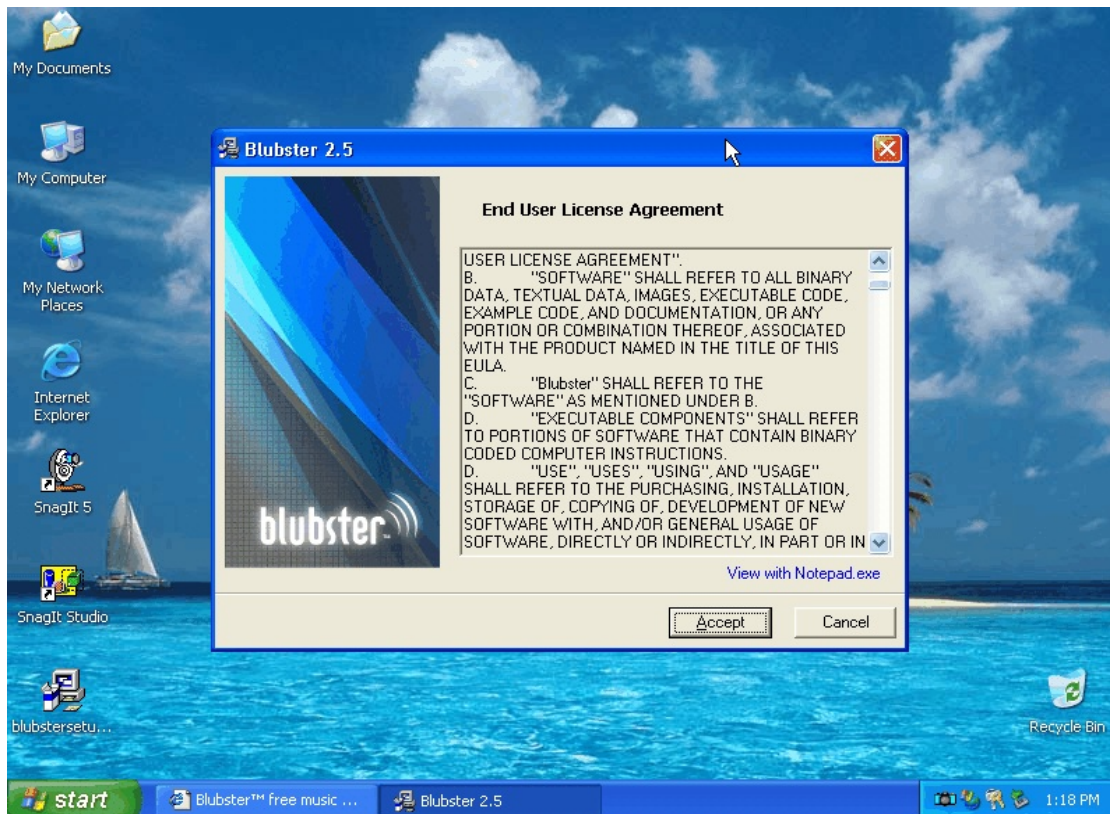 My Documents
My Computer
My Network
Places
Internet
Explorer
SnagIt 5
SnagIt Studio
blubstersetu...
Blubster 2.5
End User License Agreement
USER LICENSE AGREEMENT".
B. "SOFTWARE" SHALL REFER TO ALL BINARY
DATA, TEXTUAL DATA, IMAGES, EXECUTABLE CODE,
EXAMPLE CODE, AND DOCUMENTATION, OR ANY
PORTION OR COMBINATION THEREOF, ASSOCIATED
WITH THE PRODUCT NAMED IN THE TITLE OF THIS
EULA.
C. "Blubster" SHALL REFER TO THE
"SOFTWARE" AS MENTIONED UNDER B.
D. "EXECUTABLE COMPONENTS" SHALL REFER
TO PORTIONS OF SOFTWARE THAT CONTAIN BINARY
CODED COMPUTER INSTRUCTIONS.
D. "USE", "USES", "USING", AND "USAGE"
SHALL REFER TO THE PURCHASING, INSTALLATION,
STORAGE OF, COPYING OF, DEVELOPMENT OF NEW
SOFTWARE WITH, AND/OR GENERAL USAGE OF
SOFTWARE, DIRECTLY OR INDIRECTLY, IN PART OR IN
blubster
View with Notepad.exe
Accept
Cancel
Recycle Bin
start
Blubster™ free music ...
Blubster 2.5
1:18 PM